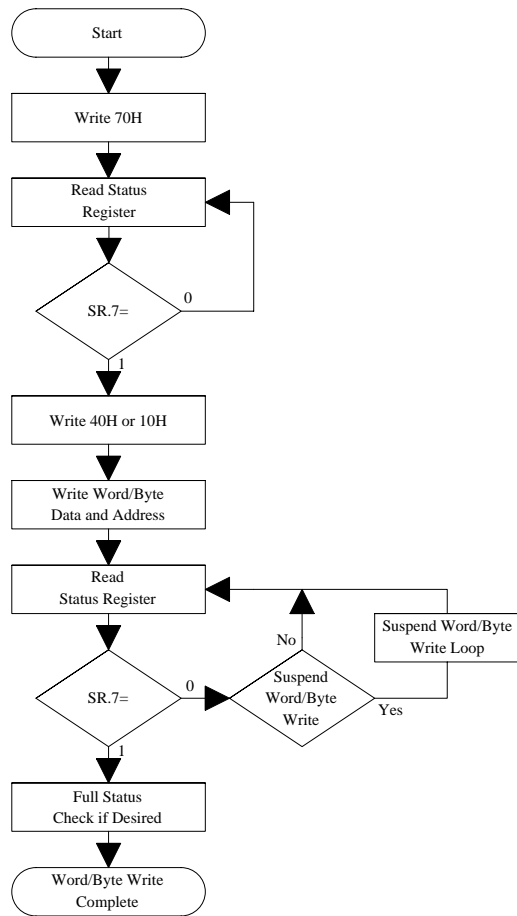 Start
Write 70H
Read Status
Register
SR.7=
0
1
Write 40H or 10H
Write Word/Byte
Data and Address
Read
Status Register
SR.7=
0
1
Suspend
Word/Byte
Write
No
Yes
Suspend Word/Byte
Write Loop
Full Status
Check if Desired
Word/Byte Write
Complete